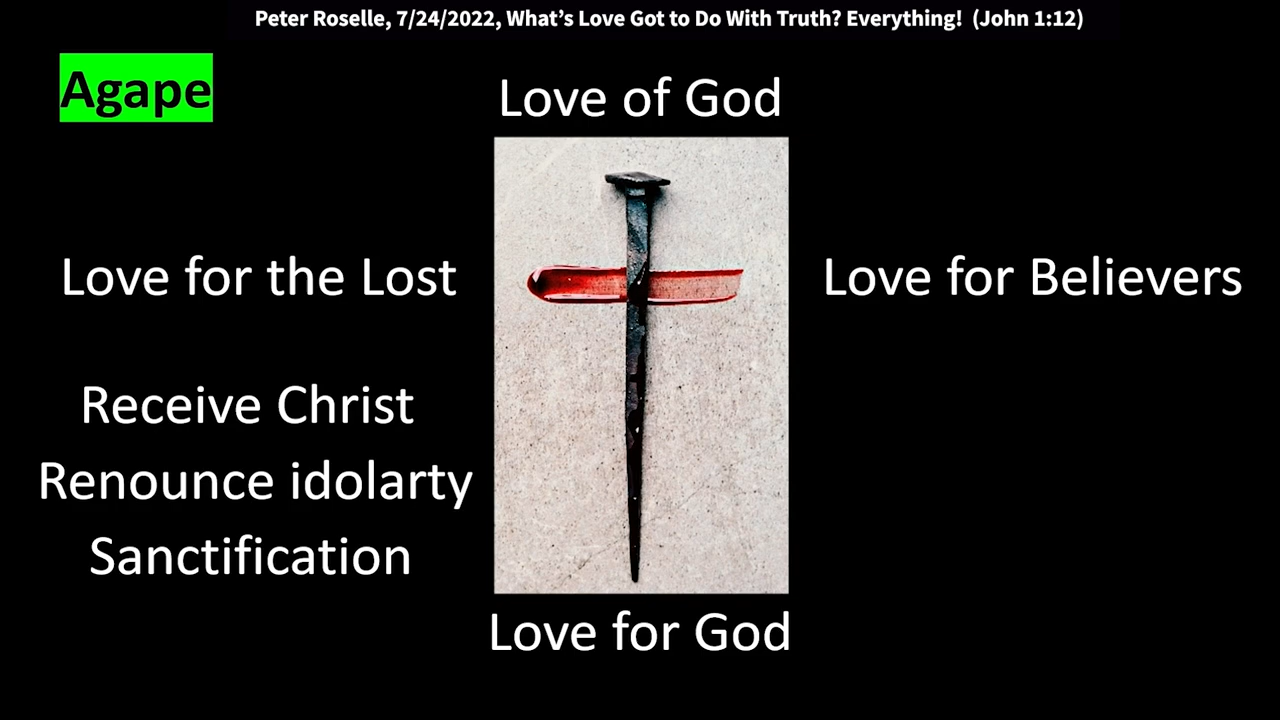 Peter Roselle, 7/24/2022, What’s Love Got to Do With Truth? Everything!  (John 1:12)
Agape
Love of God
Love for the Lost
Love for Believers
Receive Christ
Renounce idolarty
Sanctification
Love for God